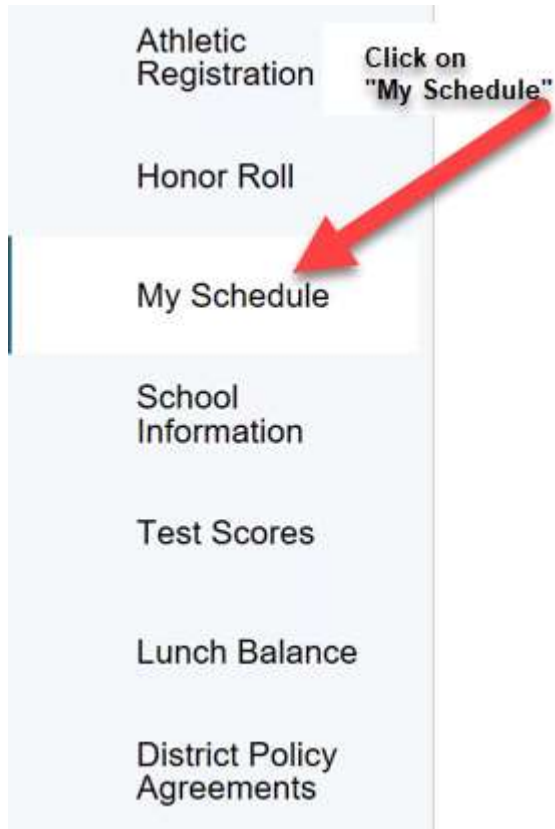 Athletic
Registration
Click on
"My Schedule"
Honor Roll
My Schedule
School
Information
Test Scores
Lunch Balance
District Policy
Agreements